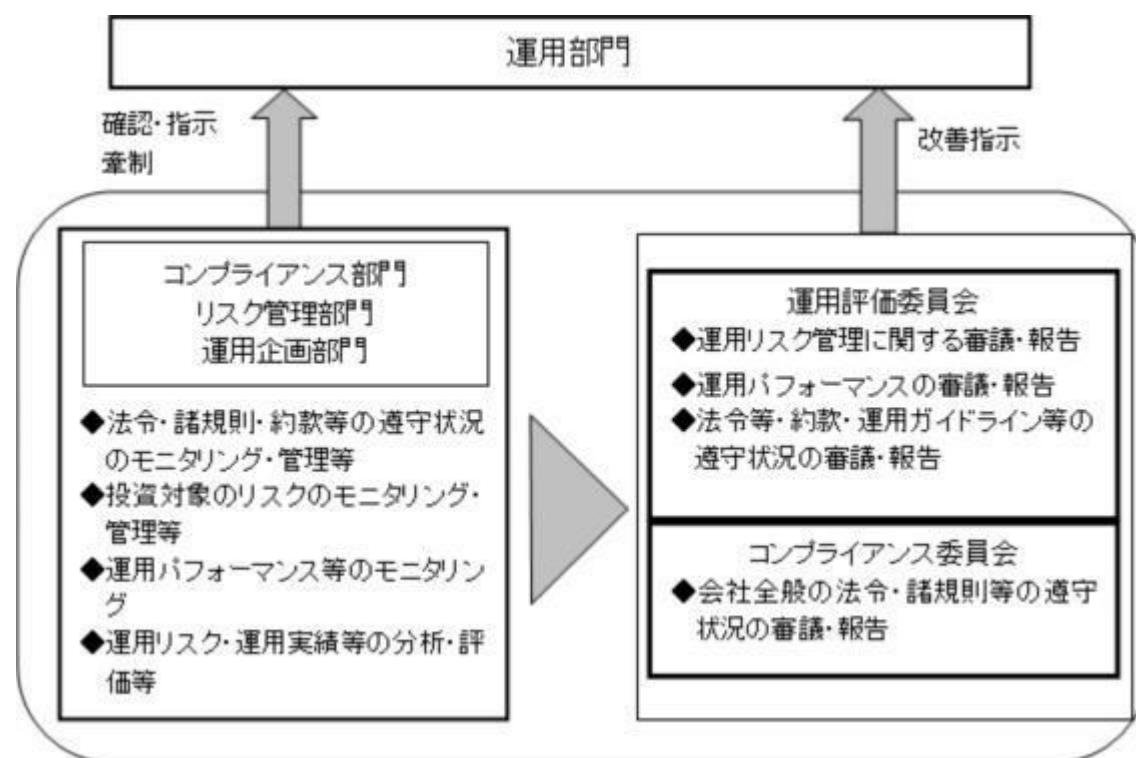 運用部門
確認・指示
牽制
改善指示
コンプライアンス部門
リスク管理部門
運用企画部門
◆法令・諸規則・約款等の遵守状況
のモニタリング・管理等
◆投資対象のリスクのモニタリング・
管理等
◆運用パフォーマンス等のモニタリン
グ
◆運用リスク・運用実績等の分析・評
価等
運用評価委員会
◆運用リスク管理に関する審議・報告
◆運用パフォーマンスの審議・報告
◆法令等・約款・運用ガイドライン等の
遵守状況の審議・報告
コンプライアンス委員会
◆会社全般の法令・諸規則等の遵守
状況の審議・報告